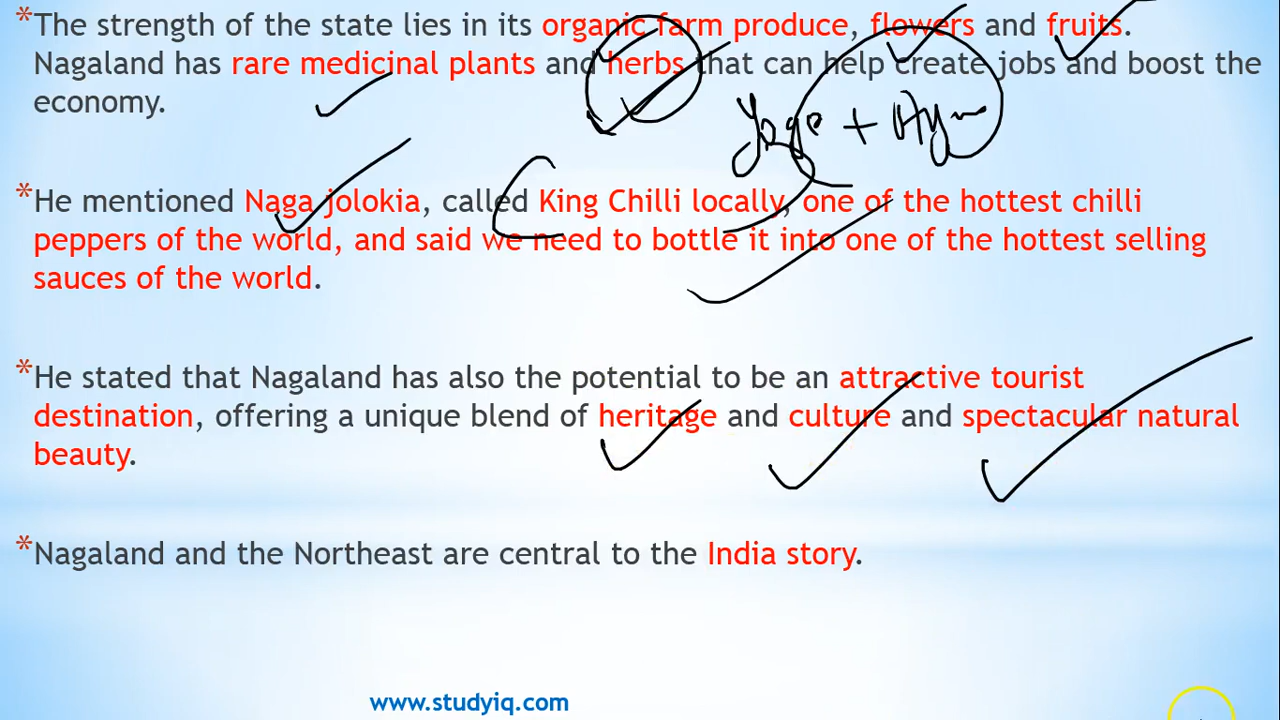 * The strength of the state lies in its organic farm produce, flowers and fruits.
Nagaland has rare medicinal plants and herbs that can help create jobs and boost the
economy.
Yoga +
* He mentioned Naga jolokia, called King Chilli locally, one of the hottest chilli
peppers of the world, and said we need to bottle it into one of the hottest selling
sauces of the world.
* He stated that Nagaland has also the potential to be an attractive tourist
destination, offering a unique blend of heritage and culture and spectacular natural
beauty.
* Nagaland and the Northeast are central to the India story.
www.studyiq.com